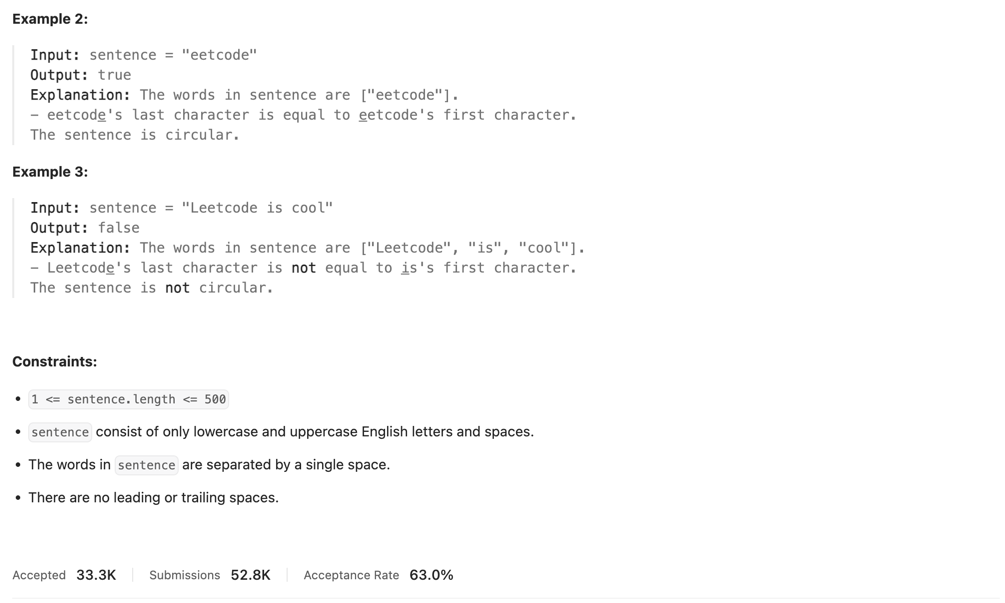 Example 2:
Input: sentence = "eetcode"
Output: true
Explanation: The words in sentence are ["eetcode"].
– eetcode's last character is equal to eetcode's first character.
The sentence is circular.
Example 3:
Input: sentence = "Leetcode is cool"
Output: false
Explanation: The words in sentence are ["Leetcode", "is", "cool"].
– Leetcode's last character is not equal to is's first character.
The sentence is not circular.
Constraints:
• 1 <= sentence.length <= 500
• sentence consist of only lowercase and uppercase English letters and spaces.
• The words in sentence are separated by a single space.
• There are no leading or trailing spaces.
Accepted 33.3K Submissions 52.8K Acceptance Rate 63.0%